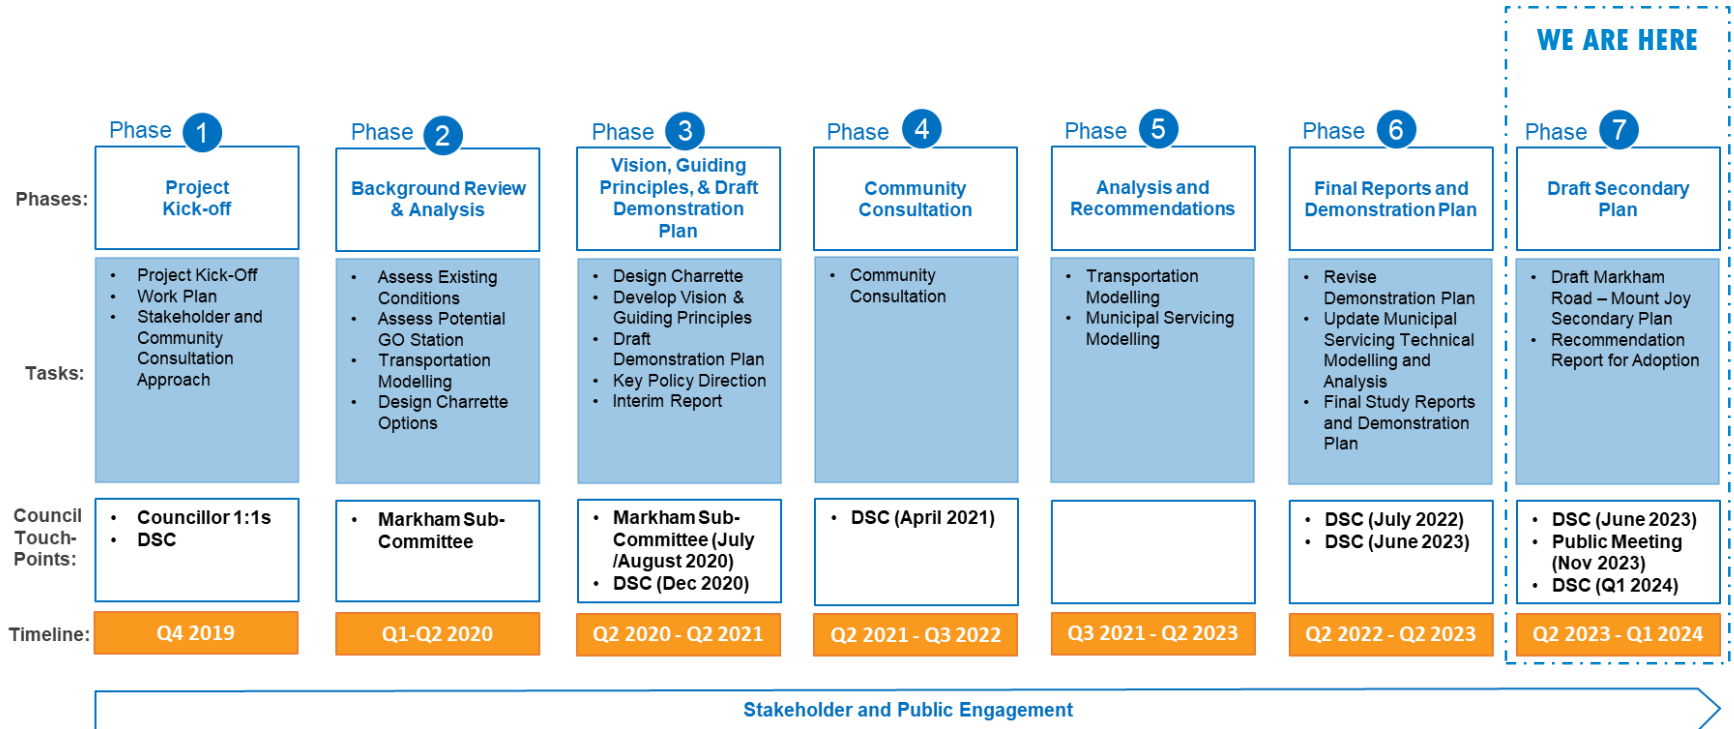 WE ARE HERE
Phase 1
Phase 2
Phase 3
Phase 4
Phase 5
Phase 6
Phase 7
Phases:
Project
Kick-off
Background Review
& Analysis
Vision, Guiding
Principles, & Draft
Demonstration
Plan
Community
Consultation
Analysis and
Recommendations
Final Reports and
Demonstration Plan
Draft Secondary
Plan
Tasks:
• Project Kick-Off
• Work Plan
• Stakeholder and
Community
Consultation
Approach
• Assess Existing
Conditions
• Assess Potential
GO Station
• Transportation
Modelling
• Design Charrette
Options
• Design Charrette
• Develop Vision &
Guiding Principles
• Draft
Demonstration Plan
• Key Policy Direction
• Interim Report
• Community
Consultation
• Transportation
Modelling
• Municipal Servicing
Modelling
• Revise
Demonstration Plan
• Update Municipal
Servicing Technical
Modelling and
Analysis
• Final Study Reports
and Demonstration
Plan
• Draft Markham
Road – Mount Joy
Secondary Plan
• Recommendation
Report for Adoption
Council
Touch-
Points:
• Councillor 1:1s
• DSC
• Markham Sub-
Committee
• Markham Sub-
Committee (July
/August 2020)
• DSC (Dec 2020)
• DSC (April 2021)
• DSC (July 2022)
• DSC (June 2023)
• DSC (June 2023)
• Public Meeting
(Nov 2023)
• DSC (Q1 2024)
Timeline:
Q4 2019
Q1-Q2 2020
Q2 2020 - Q2 2021
Q2 2021 - Q3 2022
Q3 2021 - Q2 2023
Q2 2022 - Q2 2023
Q2 2023 - Q1 2024
Stakeholder and Public Engagement